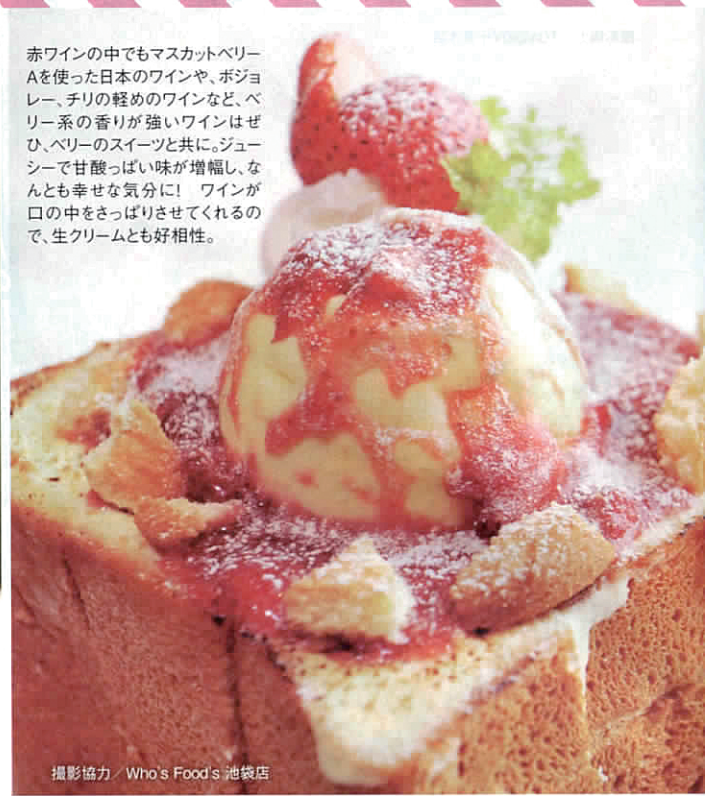 赤ワインの中でもマスカットベリー
Aを使った日本のワインや、ボジョ
レー、チリの軽めのワインなど、ベ
リー系の香りが強いワインはぜ
ひ、ベリーのスイーツと共に。ジュー
シーで甘酸っぱい味が増幅し、な
んとも幸せな気分に!　ワインが
口の中をさっぱりさせてくれるの
で、生クリームとも好相性。
撮影協力／Who's Food's 池袋店